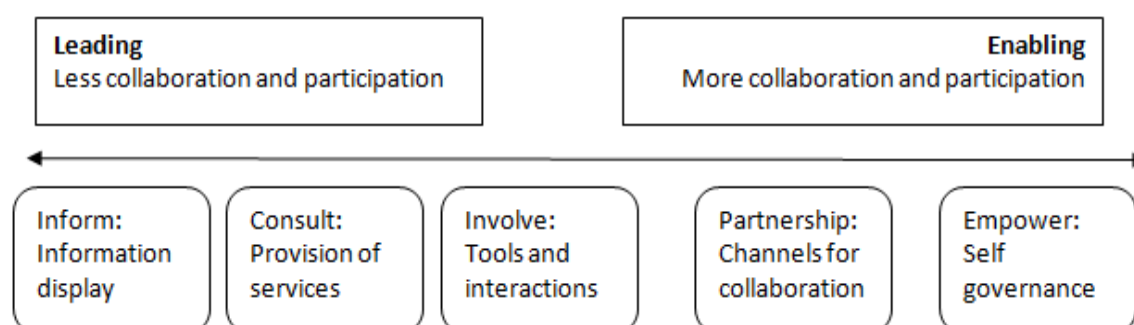 Leading
Less collaboration and participation
Enabling
More collaboration and participation
Inform:
Information
display
Consult:
Provision of
services
Involve:
Tools and
interactions
Partnership:
Channels for
collaboration
Empower:
Self
governance